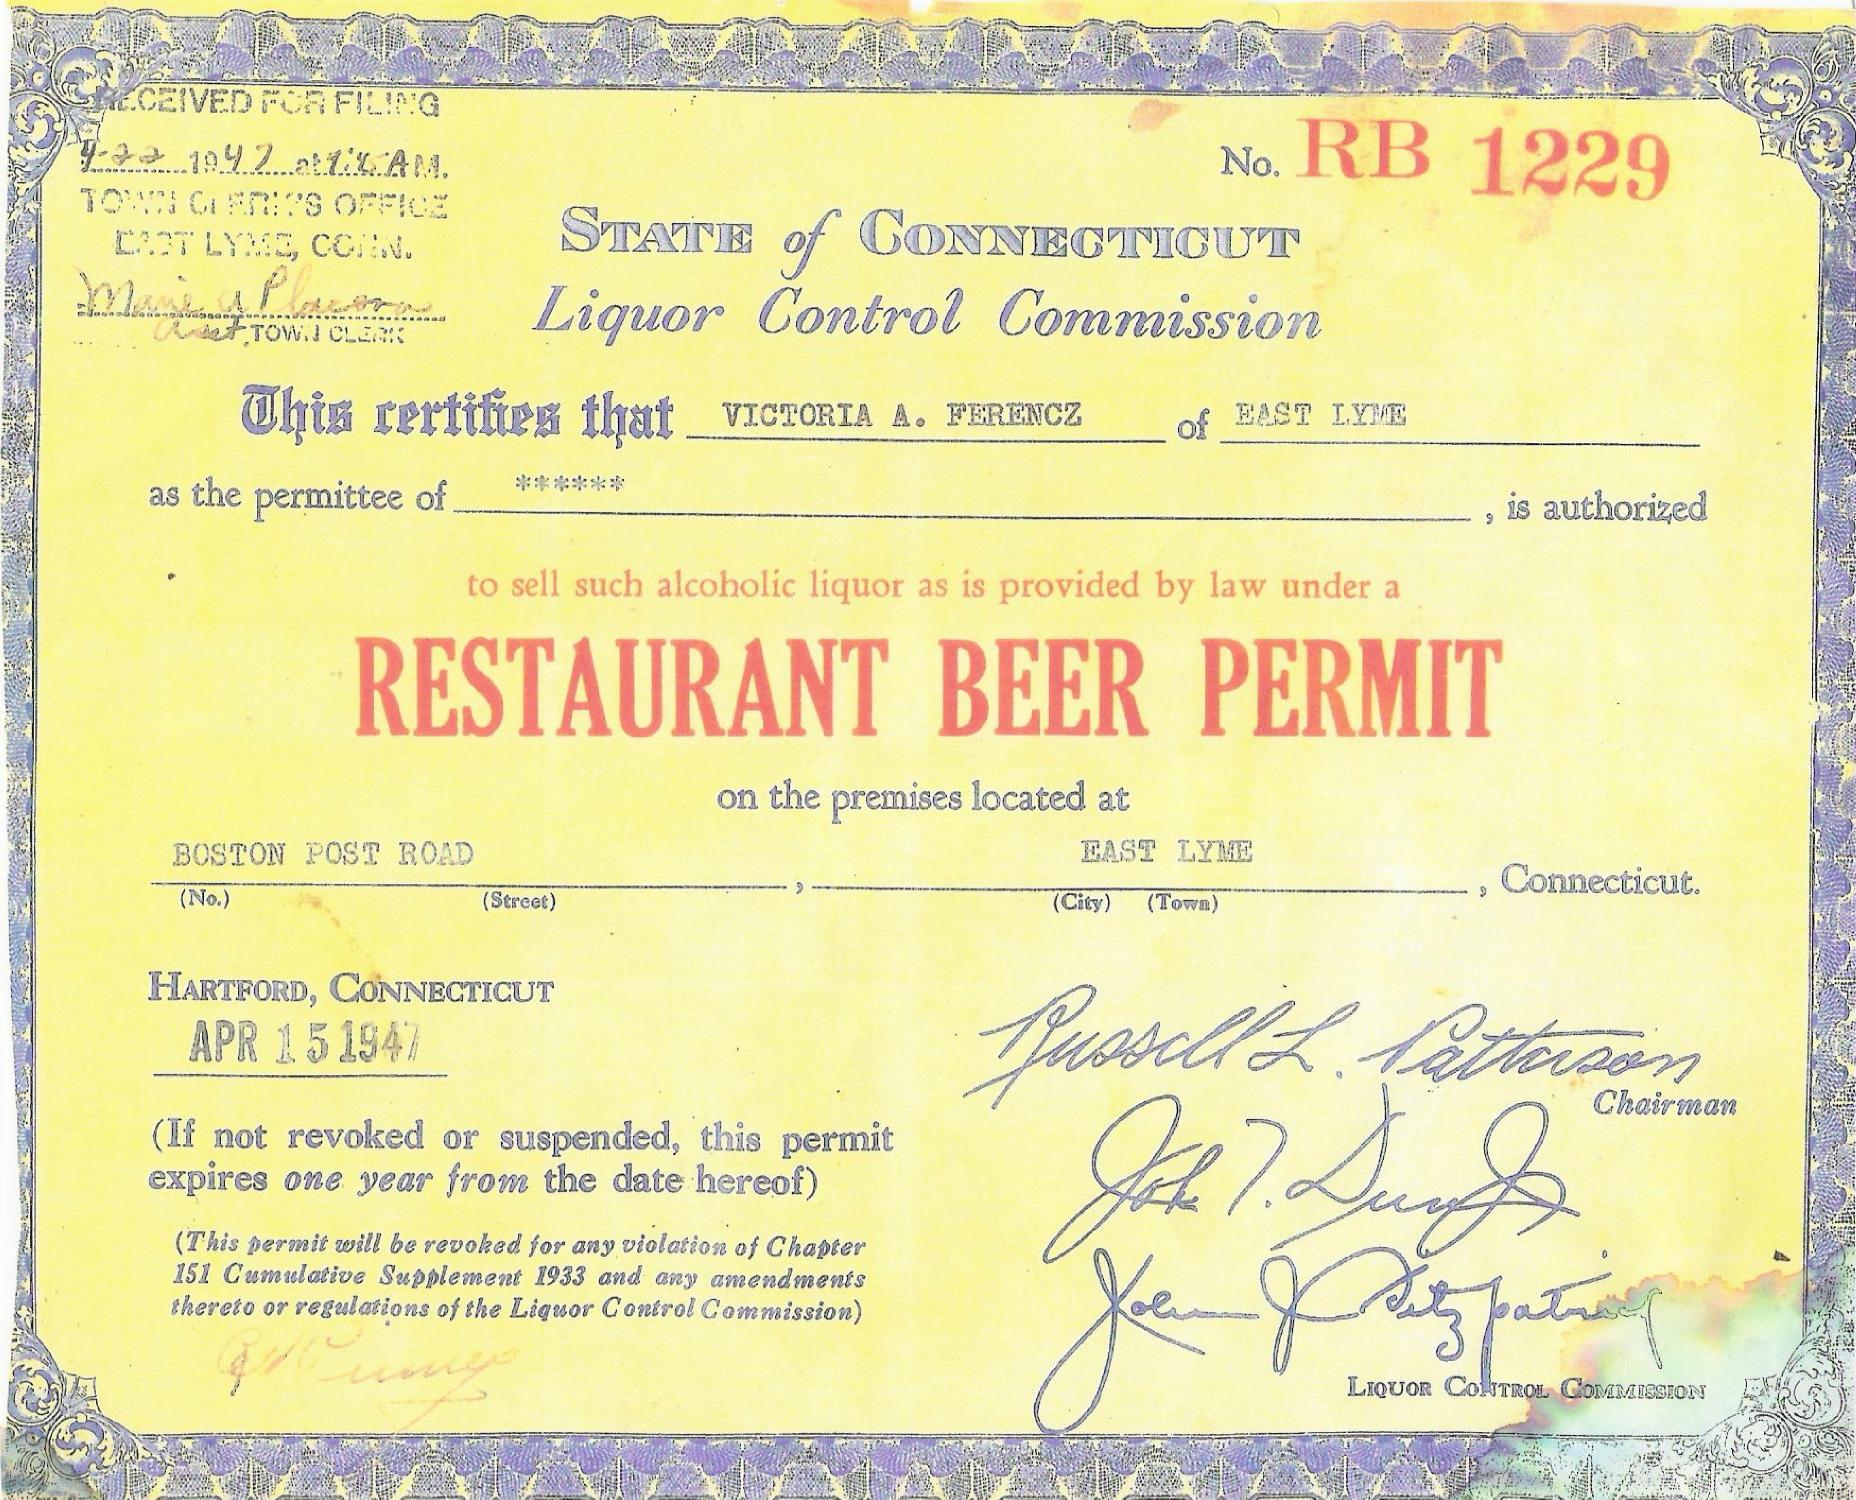 RECEIVED FOR FILING
4-22 1947 at A M.
TOWN CLERK'S OFFICE
EAST LYME, CONN.
Asst. TOWN CLERK
No. RB 1229
STATE of CONNECTICUT
Liquor Control Commission
This certifies that VICTORIA A. FERENCZ of EAST LYME
as the permittee of ****** , is authorized
to sell such alcoholic liquor as is provided by law under a
RESTAURANT BEER PERMIT
on the premises located at
BOSTON POST ROAD , EAST LYME , Connecticut.
(No.) (Street) (City) (Town)
HARTFORD, CONNECTICUT
APR 15 1947
Russell L. Patterson
Chairman
(If not revoked or suspended, this permit
expires one year from the date hereof)
John T.
(This permit will be revoked for any violation of Chapter
151 Cumulative Supplement 1933 and any amendments
thereto or regulations of the Liquor Control Commission)
John J Fitzpatrick
LIQUOR CONTROL COMMISSION